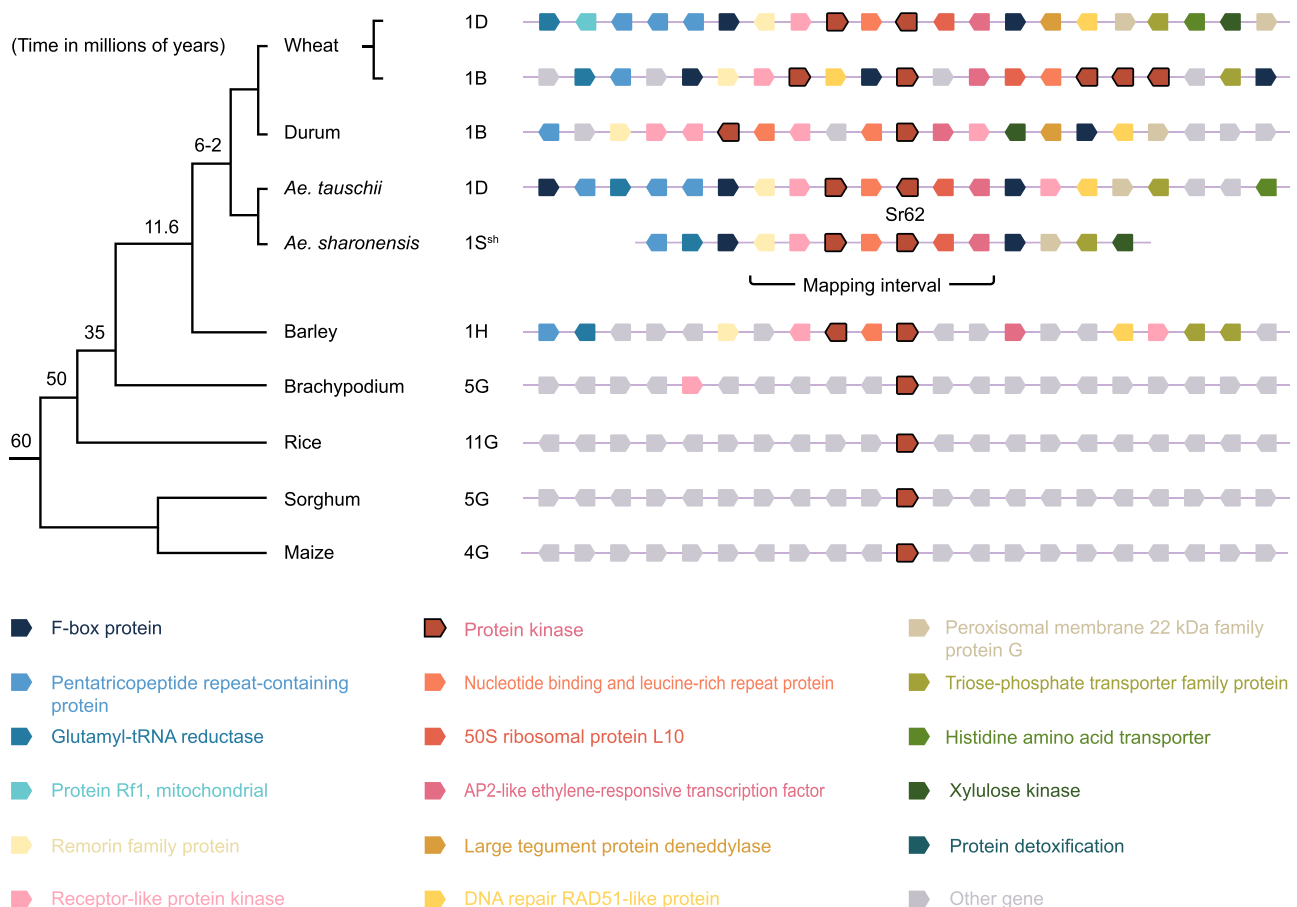 (Time in millions of years)
Wheat
1D
1B
Durum
1B
6-2
Ae. tauschii
1D
Sr62
11.6
Ae. sharonensis
1Ssh
Mapping interval
35
Barley
1H
50
Brachypodium
5G
60
Rice
11G
Sorghum
5G
Maize
4G
F-box protein
Pentatricopeptide repeat-containing
protein
Glutamyl-tRNA reductase
Protein Rf1, mitochondrial
Remorin family protein
Receptor-like protein kinase
Protein kinase
Nucleotide binding and leucine-rich repeat protein
50S ribosomal protein L10
AP2-like ethylene-responsive transcription factor
Large tegument protein deneddylase
DNA repair RAD51-like protein
Peroxisomal membrane 22 kDa family
protein G
Triose-phosphate transporter family protein
Histidine amino acid transporter
Xylulose kinase
Protein detoxification
Other gene